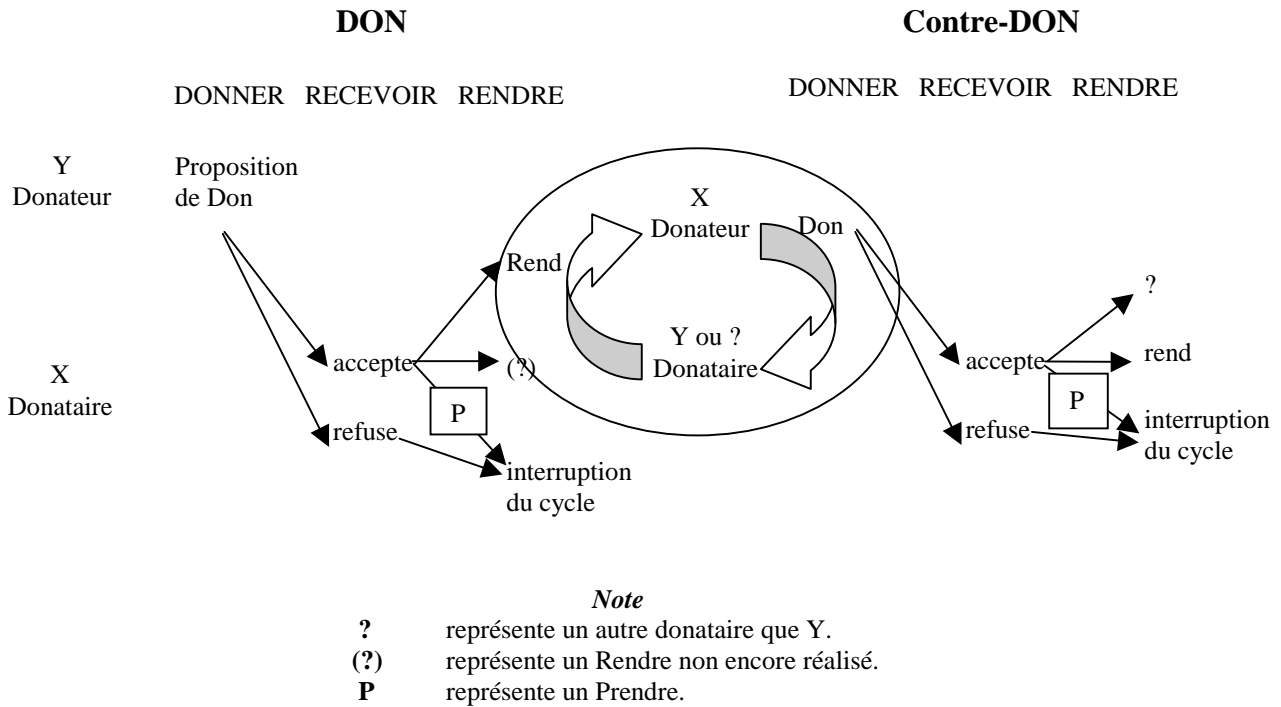 DON Contre-DON
DONNER RECEVOIR RENDRE DONNER RECEVOIR RENDRE
Y
Donateur
Proposition
de Don
X
Donateur
Don
Rend
?
Y ou ?
Donataire
X
Donataire
accepte
(?)
P
refuse
interruption
du cycle
accepte
rend
P
refuse
interruption
du cycle
Note
? représente un autre donataire que Y.
(?) représente un Rendre non encore réalisé.
P représente un Prendre.